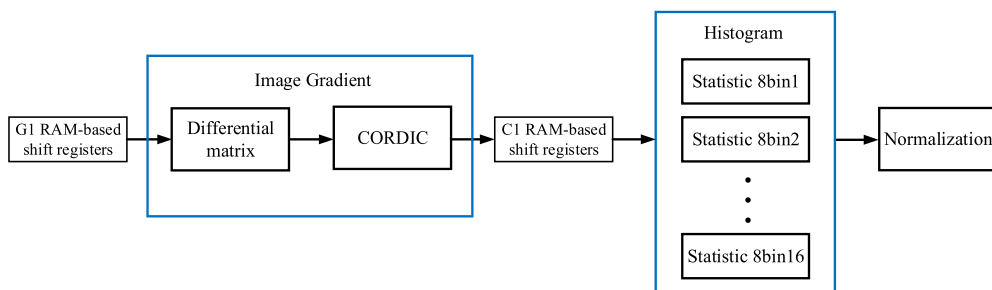 G1 RAM-based
shift registers
Image Gradient
Differential
matrix
CORDIC
C1 RAM-based
shift registers
Histogram
Statistic 8bin1
Statistic 8bin2
Statistic 8bin16
Normalization